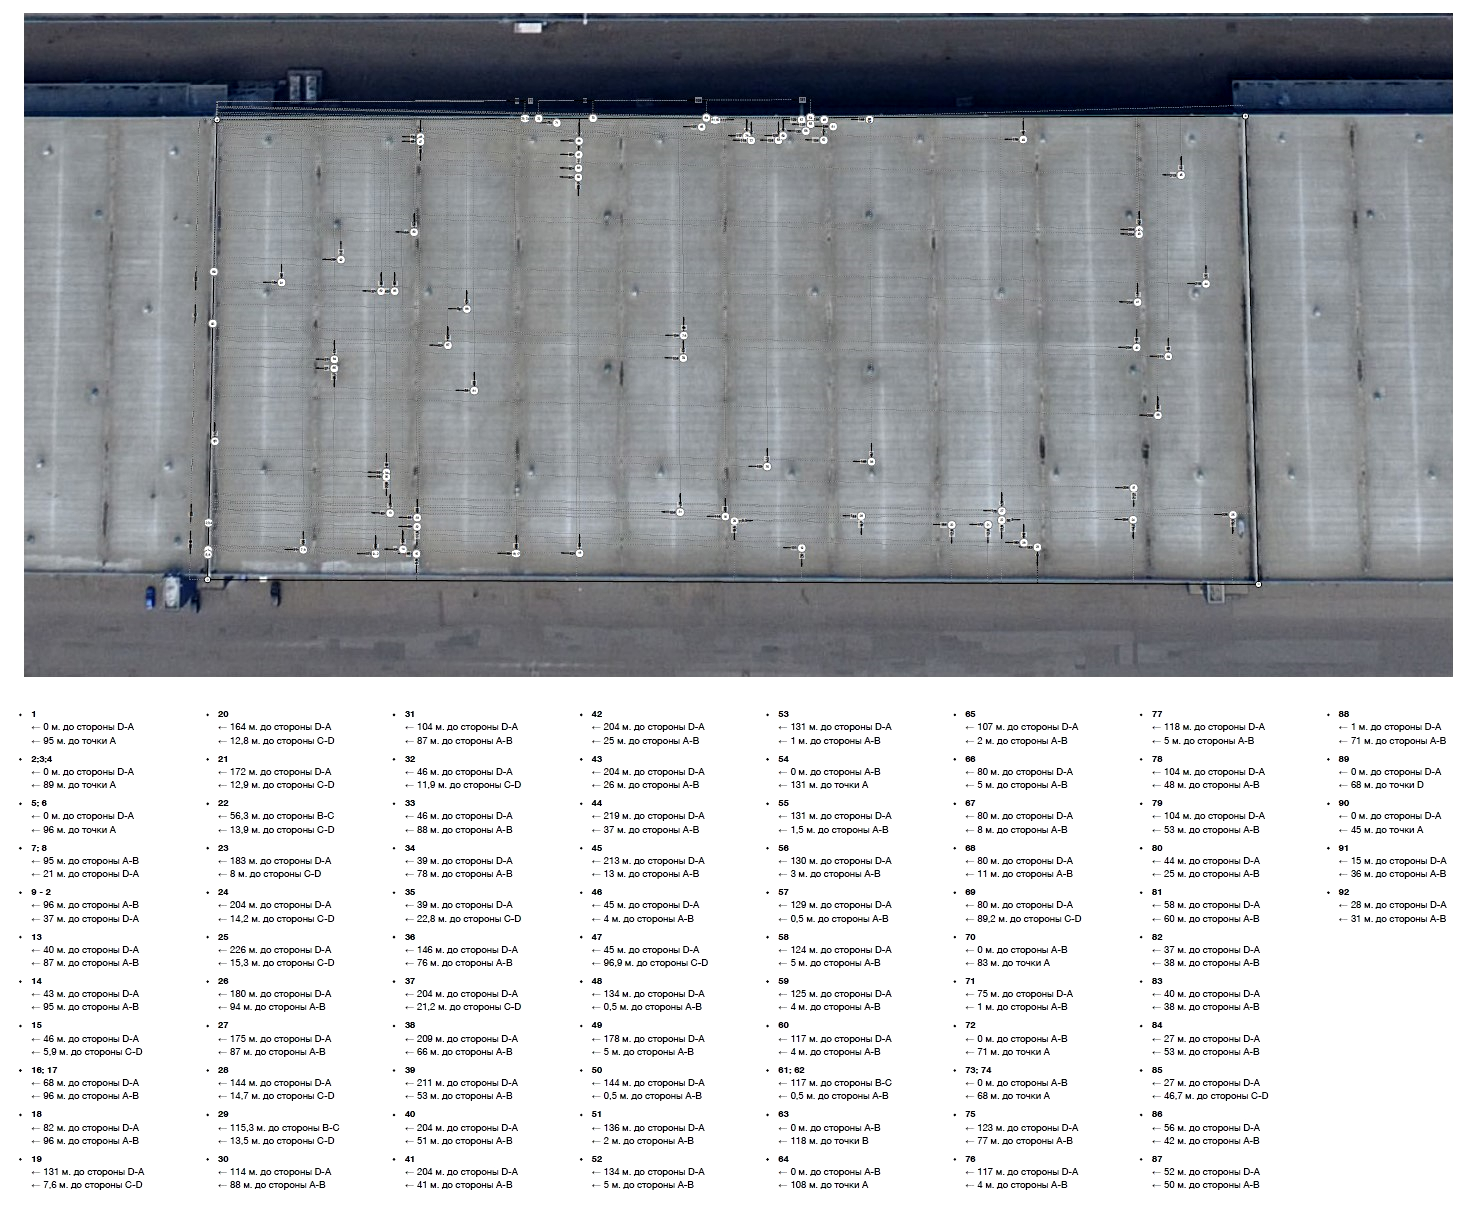 1
← 0 м. до стороны D-A
← 95 м. до точки A
2;3;4
← 0 м. до стороны D-A
← 89 м. до точки A
5; 6
← 0 м. до стороны D-A
← 96 м. до точки A
7; 8
← 95 м. до стороны A-B
← 21 м. до стороны D-A
9 - 2
← 96 м. до стороны A-B
← 37 м. до стороны D-A
13
← 40 м. до стороны D-A
← 87 м. до стороны A-B
14
← 43 м. до стороны D-A
← 95 м. до стороны A-B
15
← 46 м. до стороны D-A
← 5,9 м. до стороны C-D
16; 17
← 68 м. до стороны D-A
← 96 м. до стороны A-B
18
← 82 м. до стороны D-A
← 96 м. до стороны A-B
19
← 131 м. до стороны D-A
← 7,6 м. до стороны C-D
20
← 164 м. до стороны D-A
← 12,8 м. до стороны C-D
21
← 172 м. до стороны D-A
← 12,9 м. до стороны C-D
22
← 56,3 м. до стороны B-C
← 13,9 м. до стороны C-D
23
← 183 м. до стороны D-A
← 8 м. до стороны C-D
24
← 204 м. до стороны D-A
← 14,2 м. до стороны C-D
25
← 226 м. до стороны D-A
← 15,3 м. до стороны C-D
26
← 180 м. до стороны D-A
← 94 м. до стороны A-B
27
← 175 м. до стороны D-A
← 87 м. до стороны A-B
28
← 144 м. до стороны D-A
← 14,7 м. до стороны C-D
29
← 115,3 м. до стороны B-C
← 13,5 м. до стороны C-D
30
← 114 м. до стороны D-A
← 88 м. до стороны A-B
31
← 104 м. до стороны D-A
← 87 м. до стороны A-B
32
← 46 м. до стороны D-A
← 11,9 м. до стороны C-D
33
← 46 м. до стороны D-A
← 88 м. до стороны A-B
34
← 39 м. до стороны D-A
← 78 м. до стороны A-B
35
← 39 м. до стороны D-A
← 22,8 м. до стороны C-D
36
← 146 м. до стороны D-A
← 76 м. до стороны A-B
37
← 204 м. до стороны D-A
← 21,2 м. до стороны C-D
38
← 209 м. до стороны D-A
← 66 м. до стороны A-B
39
← 211 м. до стороны D-A
← 53 м. до стороны A-B
40
← 204 м. до стороны D-A
← 51 м. до стороны A-B
41
← 204 м. до стороны D-A
← 41 м. до стороны A-B
42
← 204 м. до стороны D-A
← 25 м. до стороны A-B
43
← 204 м. до стороны D-A
← 26 м. до стороны A-B
44
← 219 м. до стороны D-A
← 37 м. до стороны A-B
45
← 213 м. до стороны D-A
← 13 м. до стороны A-B
46
← 45 м. до стороны D-A
← 4 м. до стороны A-B
47
← 45 м. до стороны D-A
← 96,9 м. до стороны C-D
48
← 134 м. до стороны D-A
← 0,5 м. до стороны A-B
49
← 178 м. до стороны D-A
← 5 м. до стороны A-B
50
← 144 м. до стороны D-A
← 0,5 м. до стороны A-B
51
← 136 м. до стороны D-A
← 2 м. до стороны A-B
52
← 134 м. до стороны D-A
← 5 м. до стороны A-B
53
← 131 м. до стороны D-A
← 1 м. до стороны A-B
54
← 0 м. до стороны A-B
← 131 м. до точки A
55
← 131 м. до стороны D-A
← 1,5 м. до стороны A-B
56
← 130 м. до стороны D-A
← 3 м. до стороны A-B
57
← 129 м. до стороны D-A
← 0,5 м. до стороны A-B
58
← 124 м. до стороны D-A
← 5 м. до стороны A-B
59
← 125 м. до стороны D-A
← 4 м. до стороны A-B
60
← 117 м. до стороны D-A
← 4 м. до стороны A-B
61; 62
← 117 м. до стороны B-C
← 0,5 м. до стороны A-B
63
← 0 м. до стороны A-B
← 118 м. до точки B
64
← 0 м. до стороны A-B
← 108 м. до точки A
65
← 107 м. до стороны D-A
← 2 м. до стороны A-B
66
← 80 м. до стороны D-A
← 5 м. до стороны A-B
67
← 80 м. до стороны D-A
← 8 м. до стороны A-B
68
← 80 м. до стороны D-A
← 11 м. до стороны A-B
69
← 80 м. до стороны D-A
← 89,2 м. до стороны C-D
70
← 0 м. до стороны A-B
← 83 м. до точки A
71
← 75 м. до стороны D-A
← 1 м. до стороны A-B
72
← 0 м. до стороны A-B
← 71 м. до точки A
73; 74
← 0 м. до стороны A-B
← 68 м. до точки A
75
← 123 м. до стороны D-A
← 77 м. до стороны A-B
76
← 117 м. до стороны D-A
← 4 м. до стороны A-B
77
← 118 м. до стороны D-A
← 5 м. до стороны A-B
78
← 104 м. до стороны D-A
← 48 м. до стороны A-B
79
← 104 м. до стороны D-A
← 53 м. до стороны A-B
80
← 44 м. до стороны D-A
← 25 м. до стороны A-B
81
← 58 м. до стороны D-A
← 60 м. до стороны A-B
82
← 37 м. до стороны D-A
← 38 м. до стороны A-B
83
← 40 м. до стороны D-A
← 38 м. до стороны A-B
84
← 27 м. до стороны D-A
← 53 м. до стороны A-B
85
← 27 м. до стороны D-A
← 46,7 м. до стороны C-D
86
← 56 м. до стороны D-A
← 42 м. до стороны A-B
87
← 52 м. до стороны D-A
← 50 м. до стороны A-B
88
← 1 м. до стороны D-A
← 71 м. до стороны A-B
89
← 0 м. до стороны D-A
← 68 м. до точки D
90
← 0 м. до стороны D-A
← 45 м. до точки A
91
← 15 м. до стороны D-A
← 36 м. до стороны A-B
92
← 28 м. до стороны D-A
← 31 м. до стороны A-B